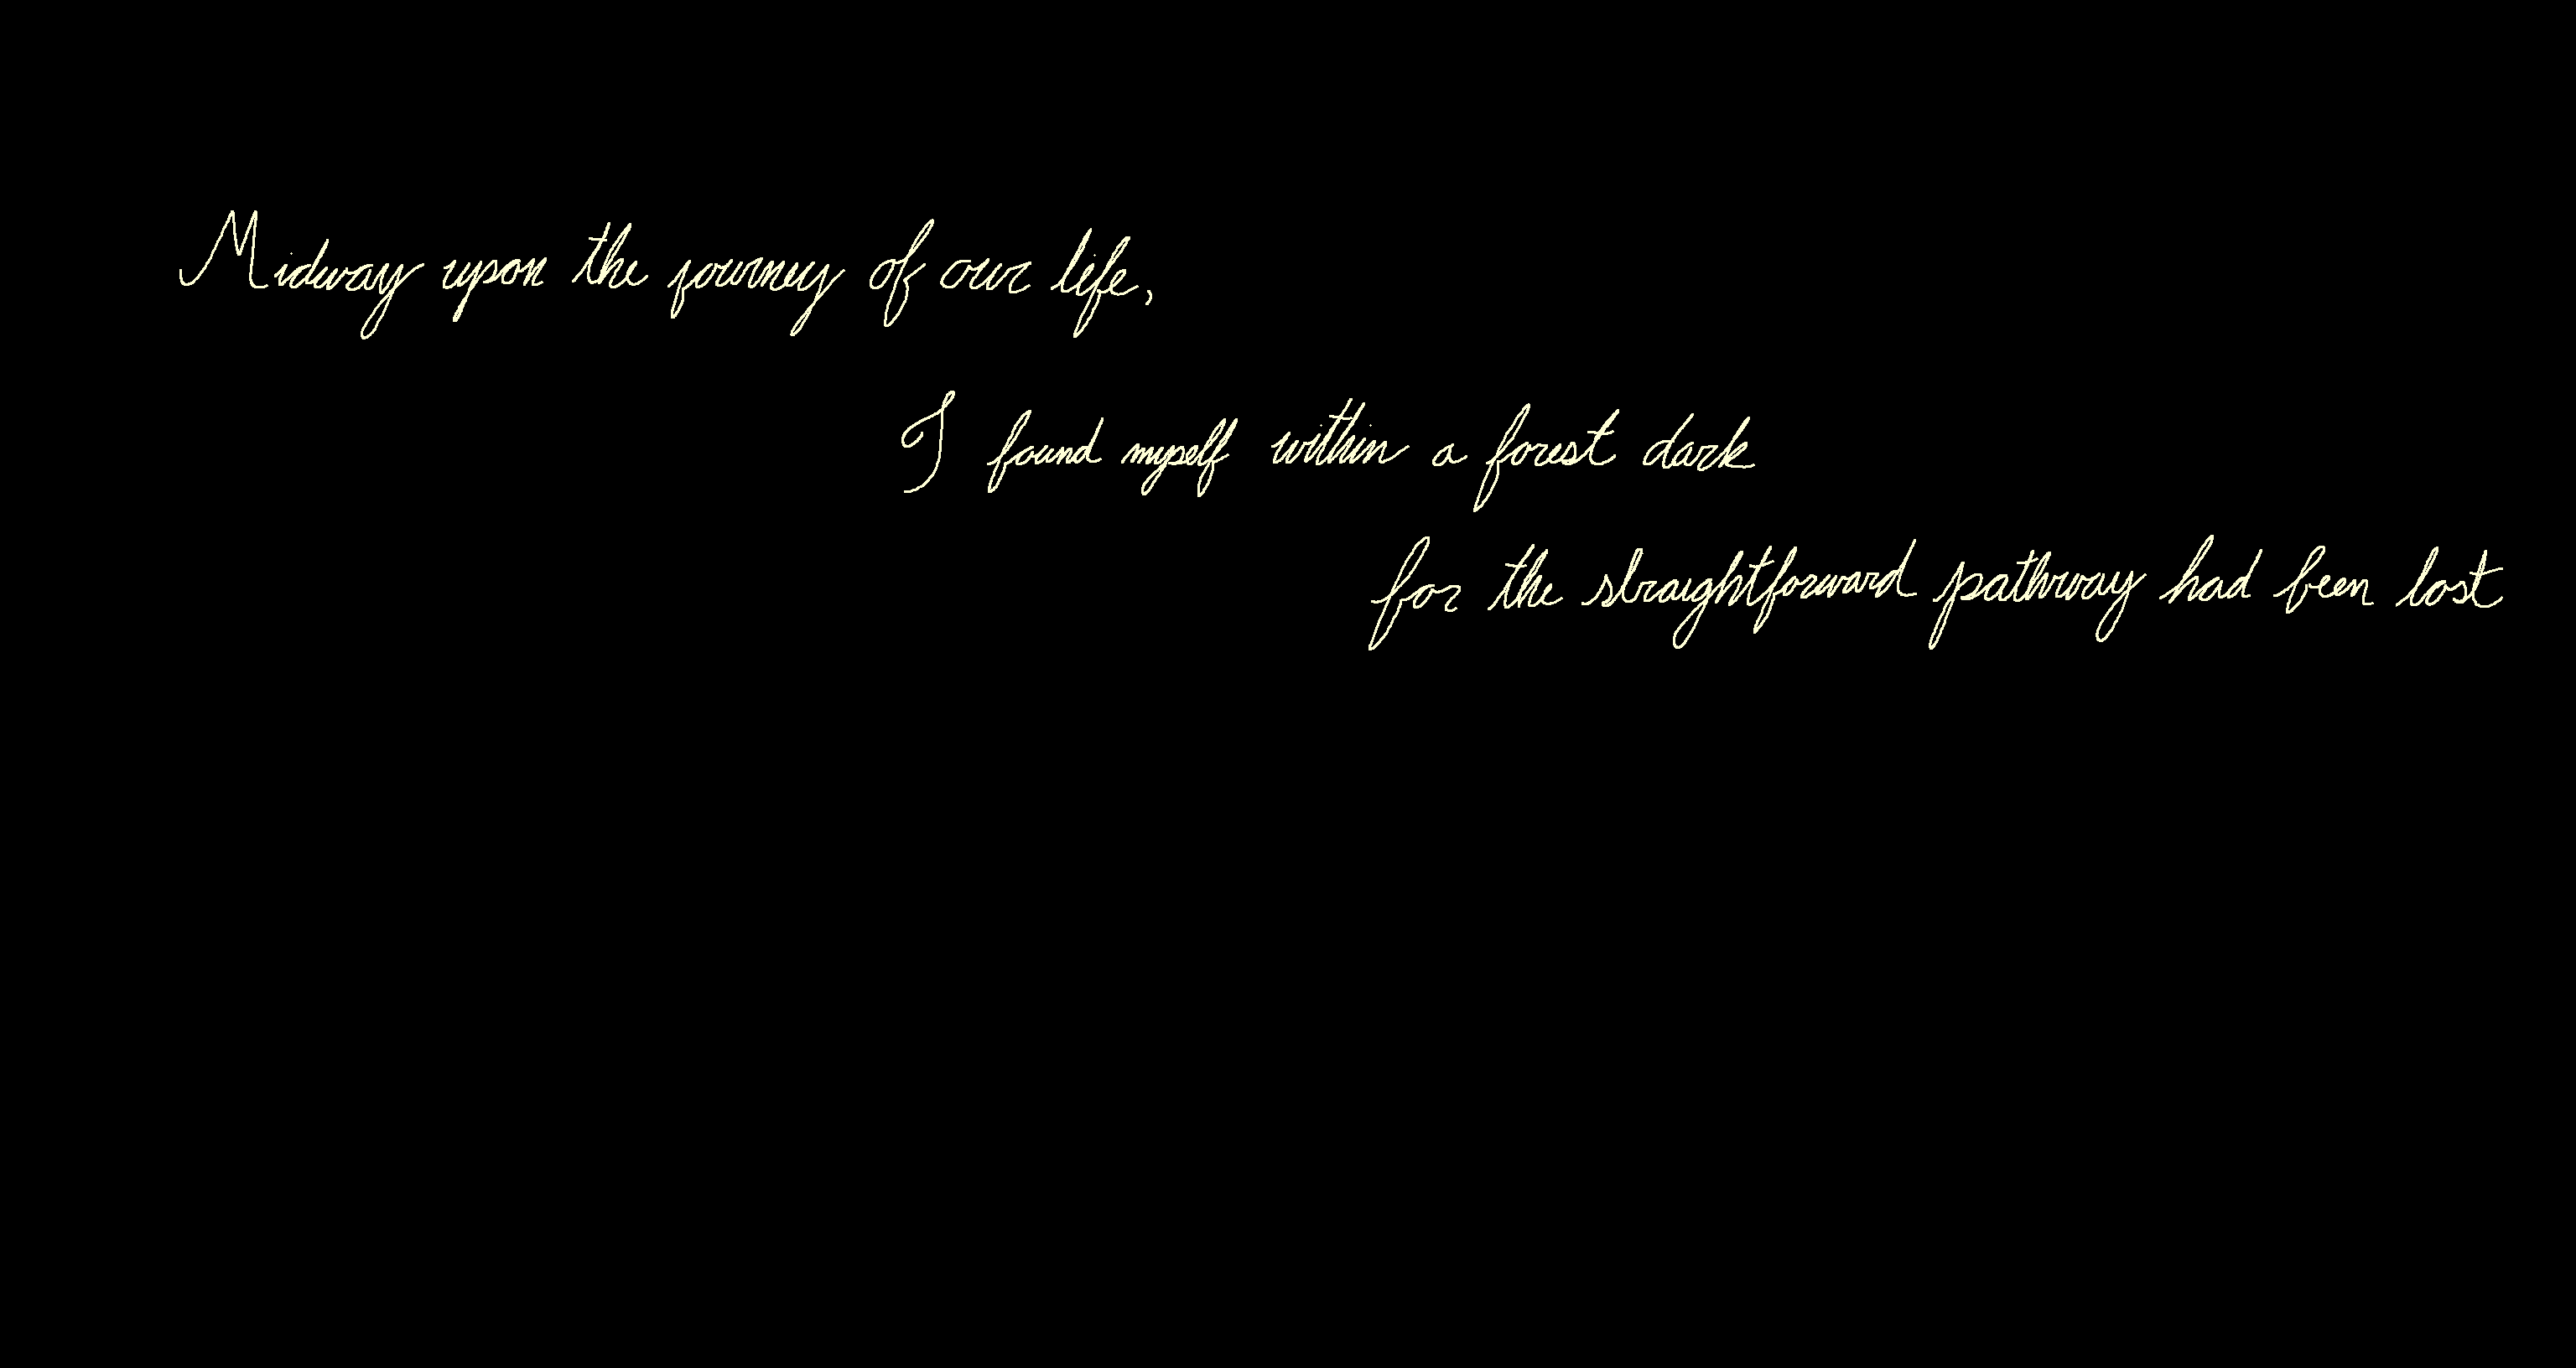 Midway upon the journey of our life,
I found myself within a forest dark
for the straightforward pathway had been lost